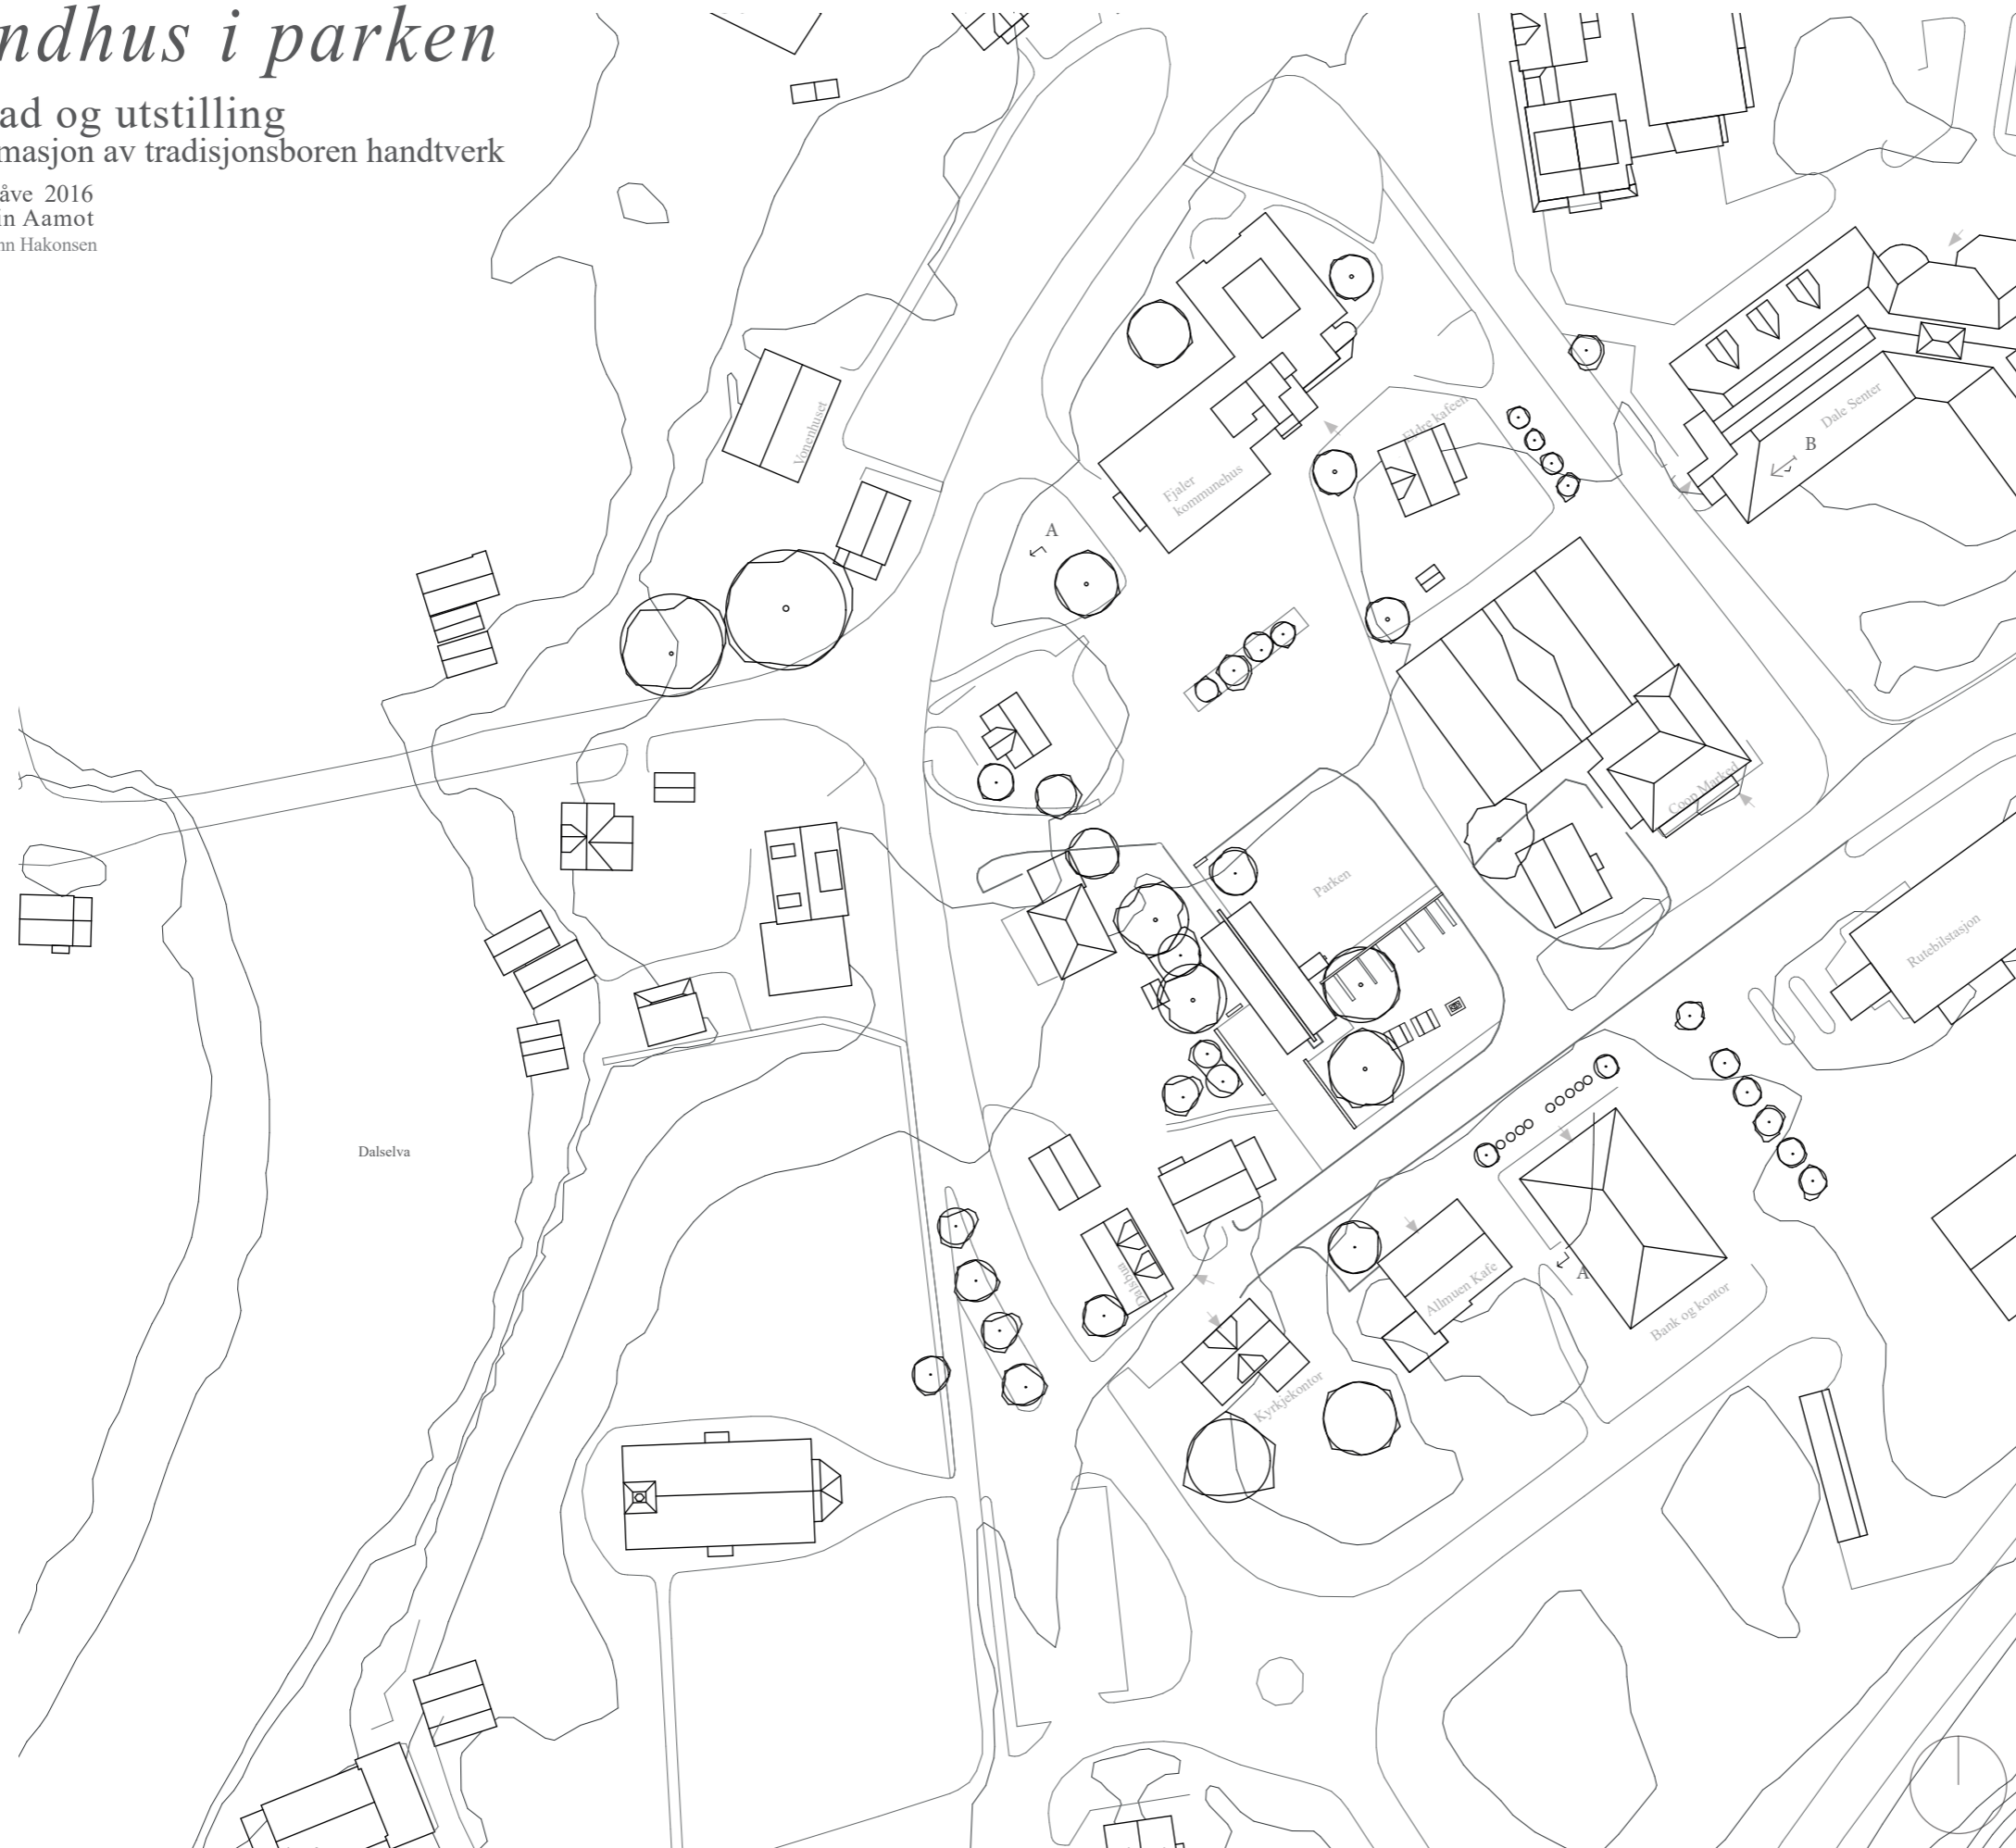 ndhus i parken
ad og utstilling
masjon av tradisjonsboren handtverk
åve 2016
in Aamot
nn Hakonsen
Vonenhuset
Fjaler
kommunehus
Eldre kafeen
Dale Senter
B
A
Coop Marked
Parken
Rutebilstasjon
Dalselva
Dalshua
Allmuen Kafe
A
Bank og kontor
Kyrkjekontor